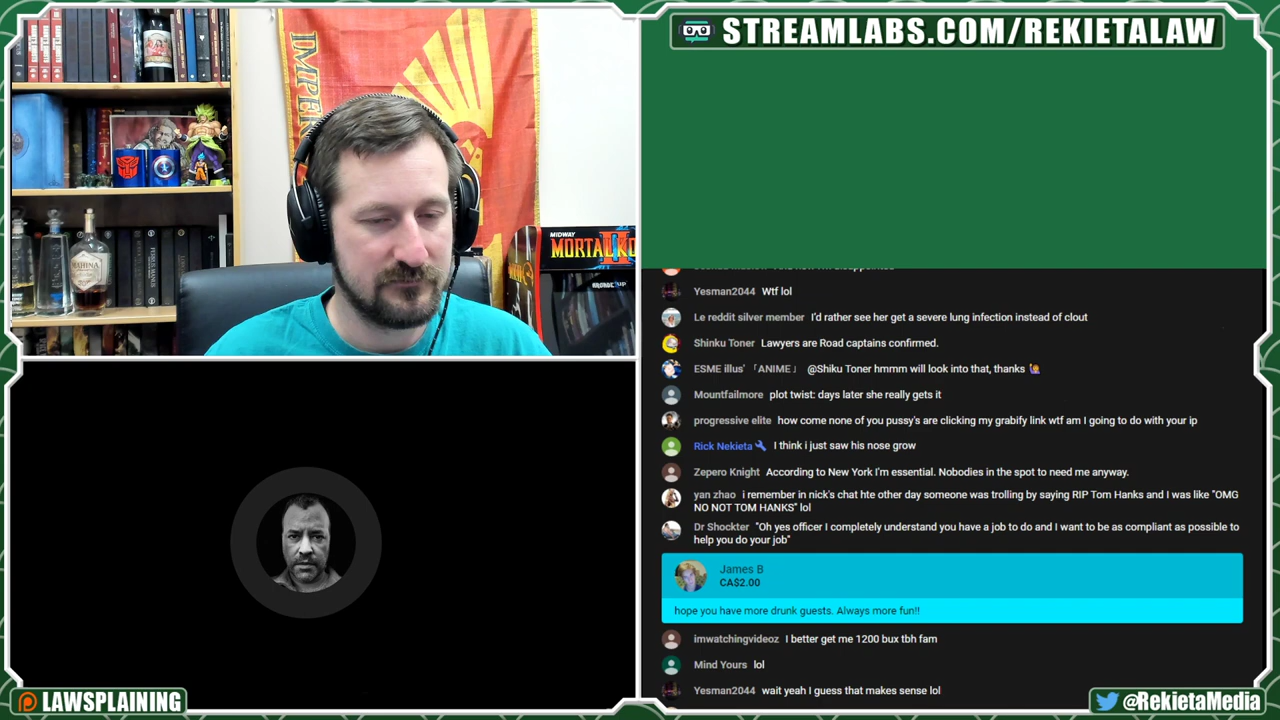 STREAMLABS.COM/REKIETALAW
IMPER
MIDWAY
MORTAL KO
II
ARCADE1UP
MAHINA
Yesman2044 Wtf lol
Le reddit silver member I'd rather see her get a severe lung infection instead of clout
Shinku Toner Lawyers are Road captains confirmed.
ESME illus' 「ANIME」 @Shiku Toner hmmm will look into that, thanks 🙋
Mountfailmore plot twist: days later she really gets it
progressive elite how come none of you pussy's are clicking my grabify link wtf am I going to do with your ip
Rick Nekieta I think i just saw his nose grow
Zepero Knight According to New York I'm essential. Nobodies in the spot to need me anyway.
yan zhao i remember in nick's chat hte other day someone was trolling by saying RIP Tom Hanks and I was like "OMG
NO NOT TOM HANKS" lol
Dr Shockter "Oh yes officer I completely understand you have a job to do and I want to be as compliant as possible to
help you do your job"
James B
CA$2.00
hope you have more drunk guests. Always more fun!!
imwatchingvideoz I better get me 1200 bux tbh fam
Mind Yours lol
Yesman2044 wait yeah I guess that makes sense lol
LAWSPLAINING
@RekietaMedia